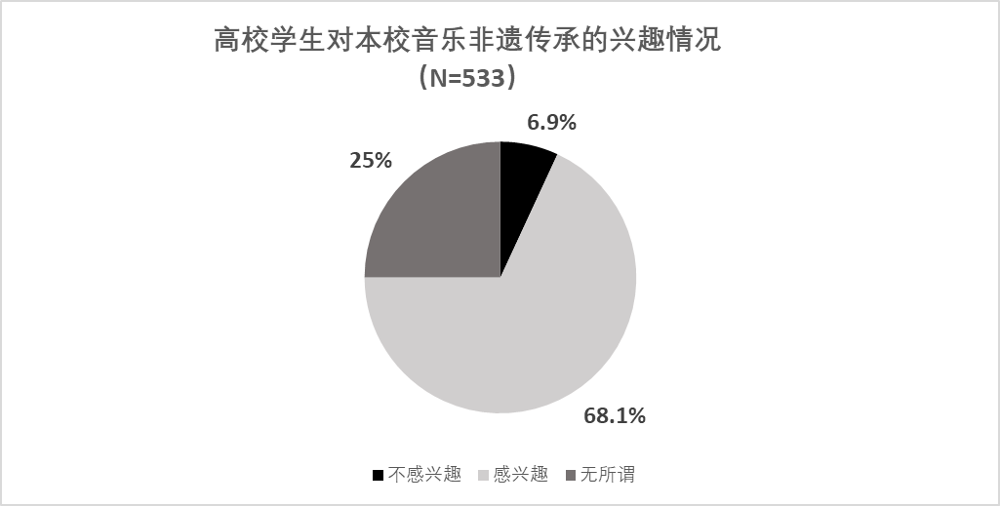 高校学生对本校音乐非遗传承的兴趣情况
（N=533）
6.9%
25%
68.1%
不感兴趣 感兴趣 无所谓